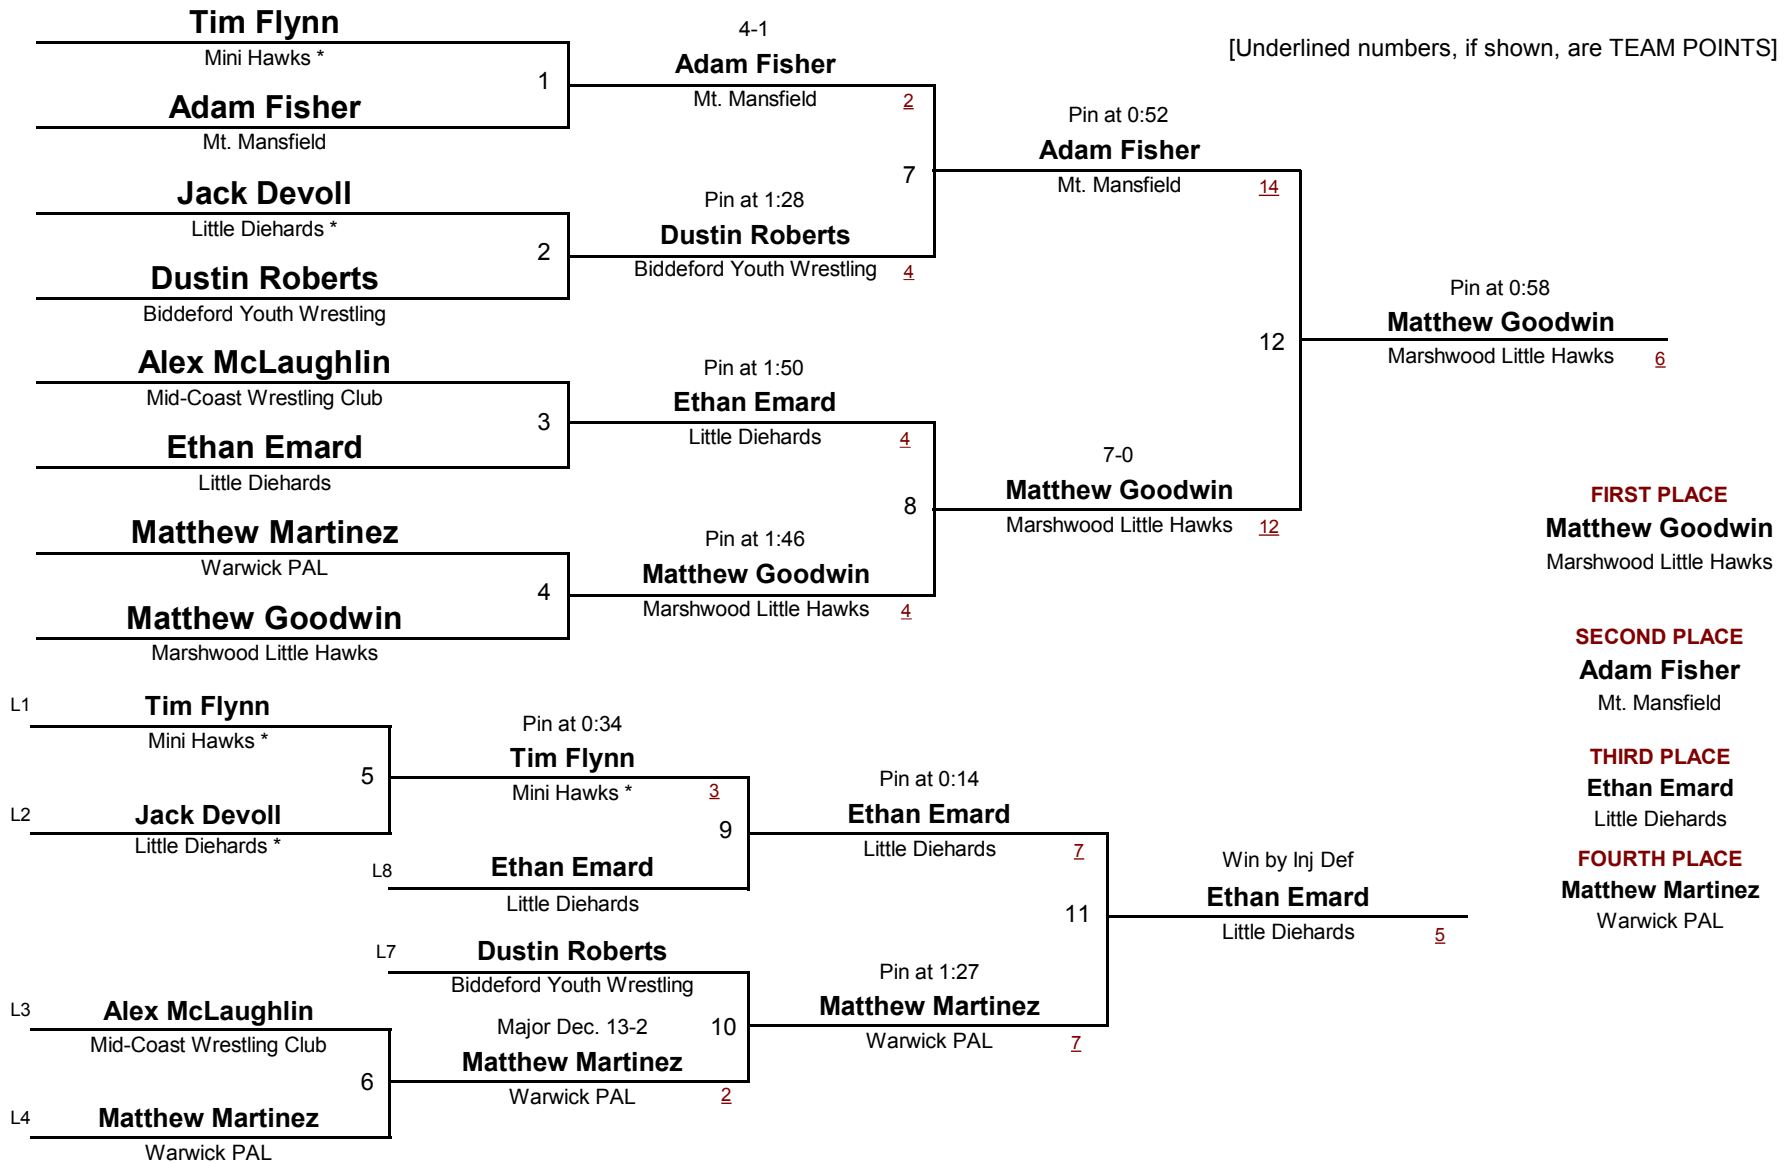 [Underlined numbers, if shown, are TEAM POINTS]
Tim Flynn
Mini Hawks *
1
Adam Fisher
Mt. Mansfield
Jack Devoll
Little Diehards *
2
Dustin Roberts
Biddeford Youth Wrestling
Alex McLaughlin
Mid-Coast Wrestling Club
3
Ethan Emard
Little Diehards
Matthew Martinez
Warwick PAL
4
Matthew Goodwin
Marshwood Little Hawks
4-1
Adam Fisher
Mt. Mansfield 2
7
Pin at 1:28
Dustin Roberts
Biddeford Youth Wrestling 4
Pin at 1:50
Ethan Emard
Little Diehards 4
8
Pin at 1:46
Matthew Goodwin
Marshwood Little Hawks 4
Pin at 0:52
Adam Fisher
Mt. Mansfield 14
12
7-0
Matthew Goodwin
Marshwood Little Hawks 12
Pin at 0:58
Matthew Goodwin
Marshwood Little Hawks 6
FIRST PLACE
Matthew Goodwin
Marshwood Little Hawks
SECOND PLACE
Adam Fisher
Mt. Mansfield
THIRD PLACE
Ethan Emard
Little Diehards
FOURTH PLACE
Matthew Martinez
Warwick PAL
L1 Tim Flynn
Mini Hawks *
5
L2 Jack Devoll
Little Diehards *
L3 Alex McLaughlin
Mid-Coast Wrestling Club
6
L4 Matthew Martinez
Warwick PAL
Pin at 0:34
Tim Flynn
Mini Hawks * 3
9
L8 Ethan Emard
Little Diehards
L7 Dustin Roberts
Biddeford Youth Wrestling
Major Dec. 13-2 10
Matthew Martinez
Warwick PAL 2
Pin at 0:14
Ethan Emard
Little Diehards 7
11
Pin at 1:27
Matthew Martinez
Warwick PAL 7
Win by Inj Def
Ethan Emard
Little Diehards 5